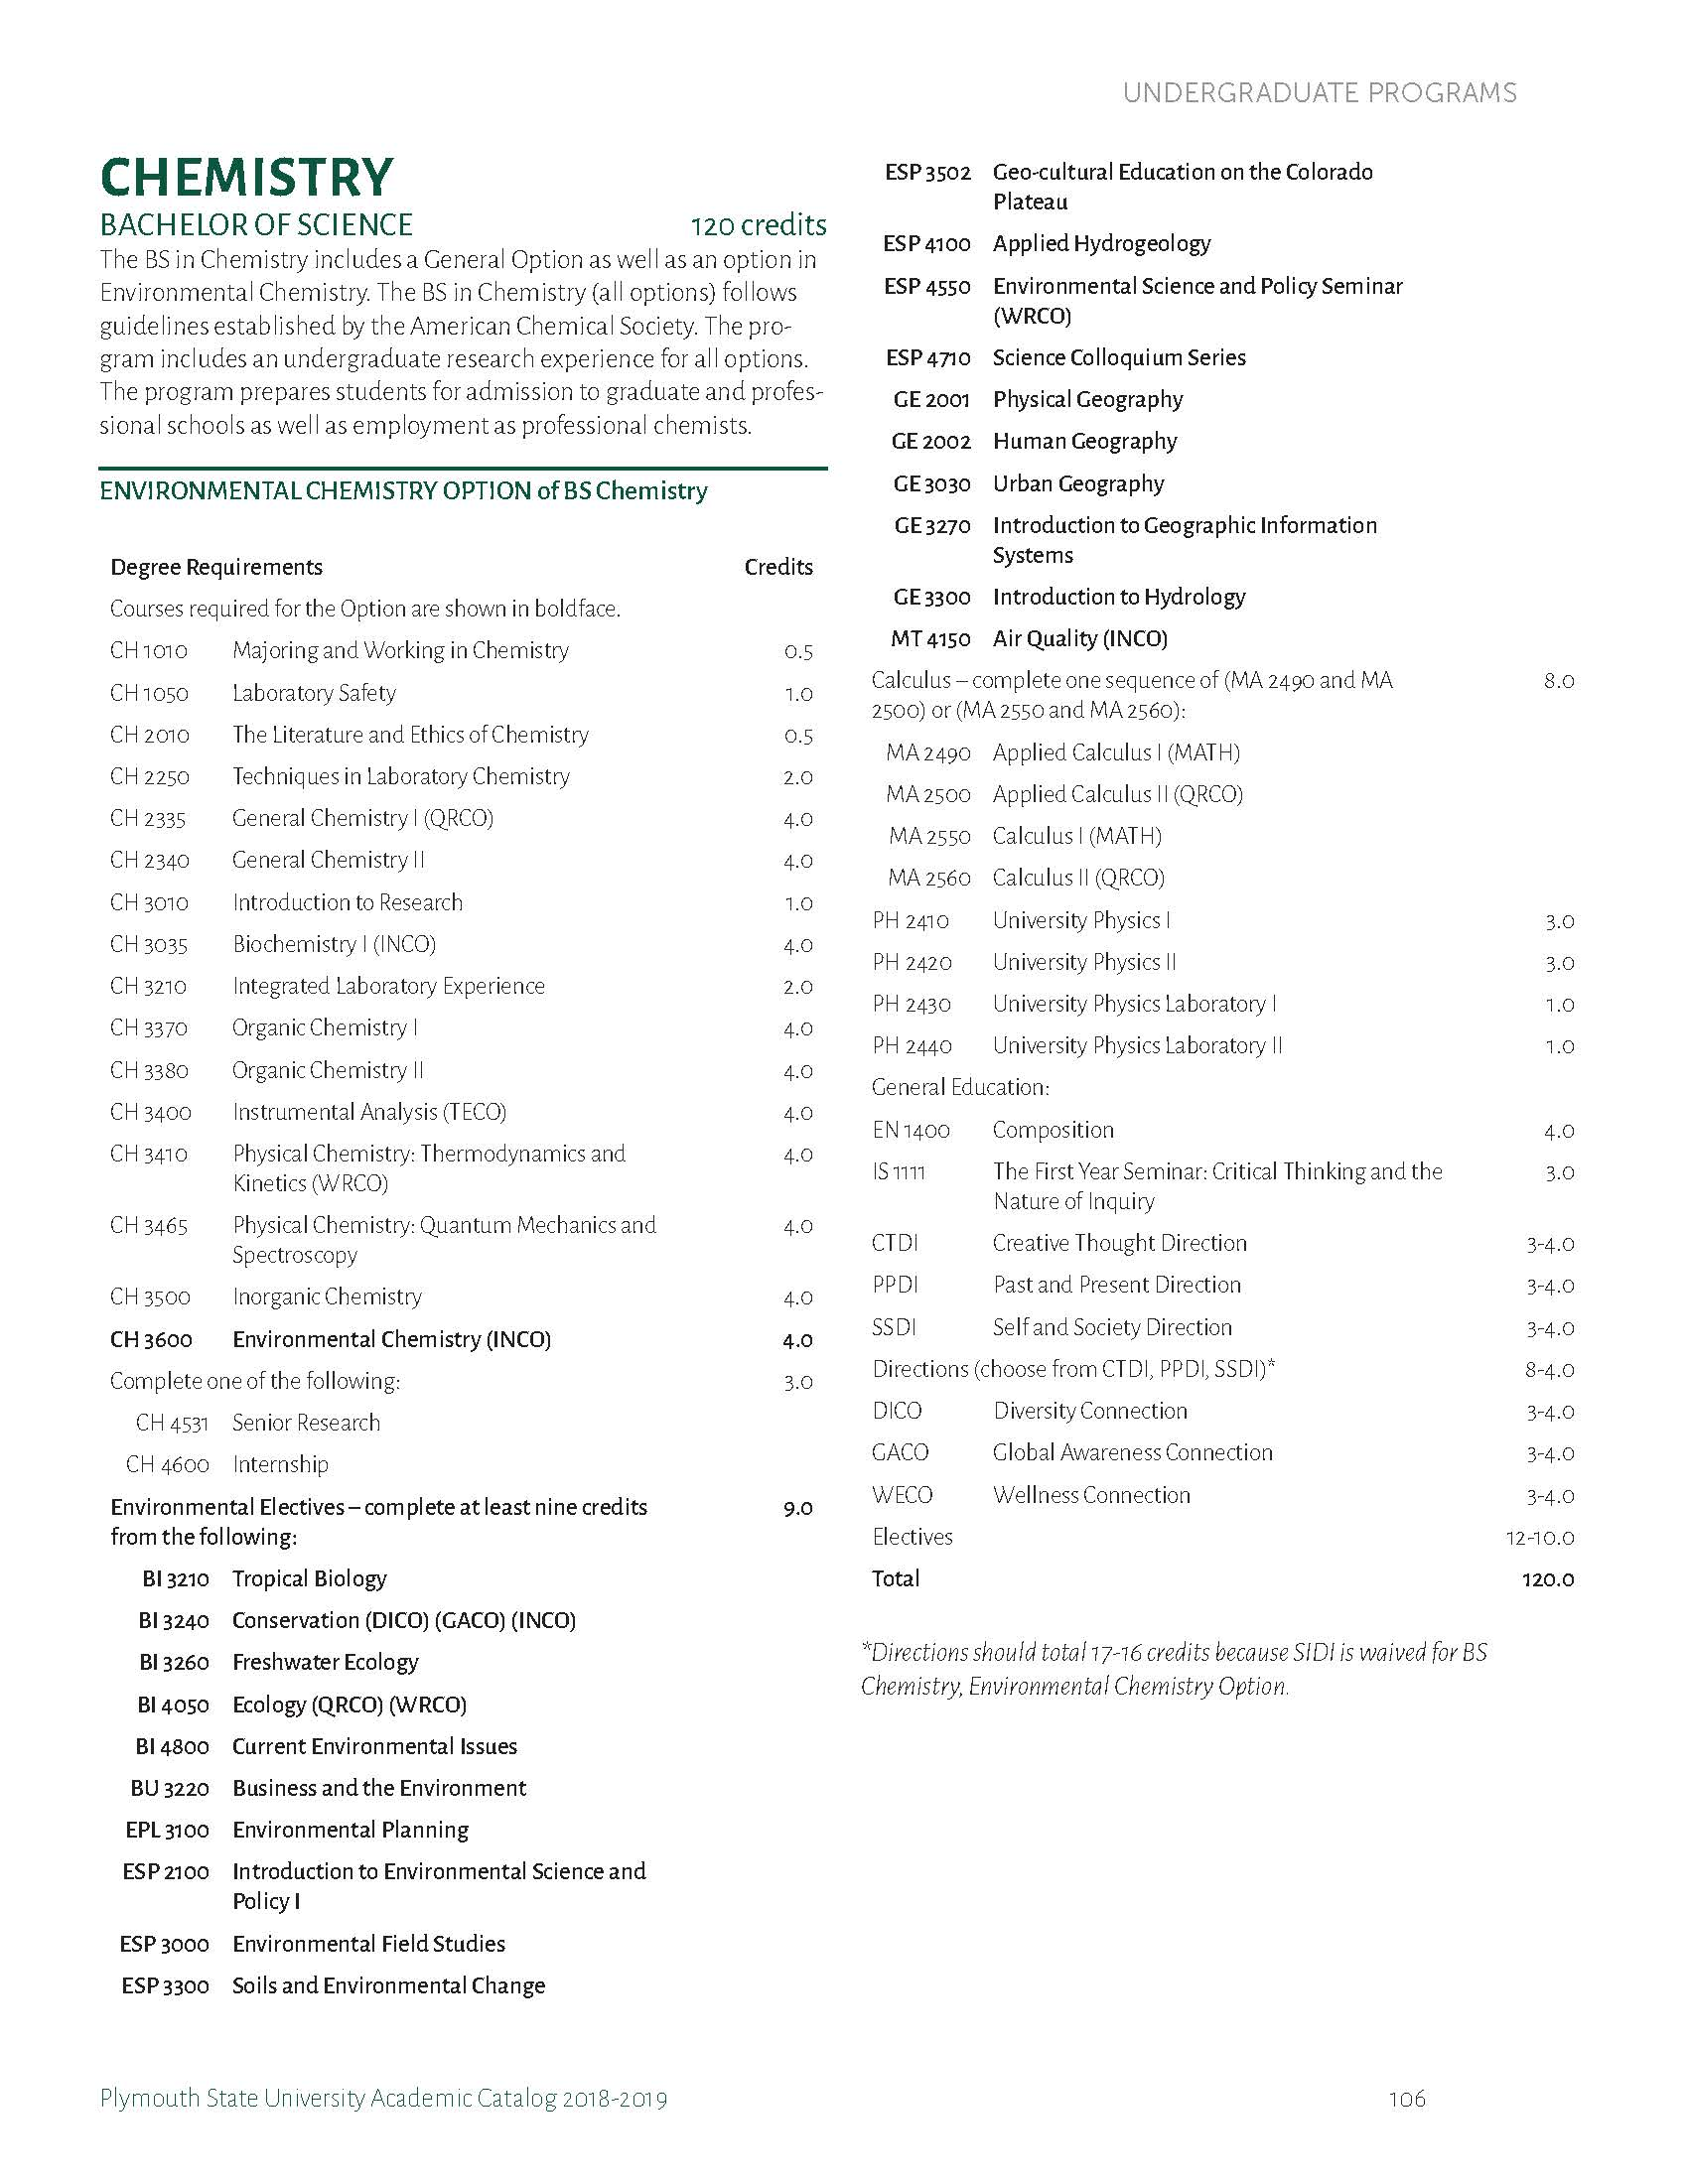 UNDERGRADUATE PROGRAMS
CHEMISTRY
BACHELOR OF SCIENCE 120 credits
The BS in Chemistry includes a General Option as well as an option in
Environmental Chemistry. The BS in Chemistry (all options) follows
guidelines established by the American Chemical Society. The pro-
gram includes an undergraduate research experience for all options.
The program prepares students for admission to graduate and profes-
sional schools as well as employment as professional chemists.
ENVIRONMENTAL CHEMISTRY OPTION of BS Chemistry
Degree Requirements Credits
Courses required for the Option are shown in boldface.
CH 1010 Majoring and Working in Chemistry 0.5
CH 1050 Laboratory Safety 1.0
CH 2010 The Literature and Ethics of Chemistry 0.5
CH 2250 Techniques in Laboratory Chemistry 2.0
CH 2335 General Chemistry I (QRCO) 4.0
CH 2340 General Chemistry II 4.0
CH 3010 Introduction to Research 1.0
CH 3035 Biochemistry I (INCO) 4.0
CH 3210 Integrated Laboratory Experience 2.0
CH 3370 Organic Chemistry I 4.0
CH 3380 Organic Chemistry II 4.0
CH 3400 Instrumental Analysis (TECO) 4.0
CH 3410 Physical Chemistry: Thermodynamics and 4.0
Kinetics (WRCO)
CH 3465 Physical Chemistry: Quantum Mechanics and 4.0
Spectroscopy
CH 3500 Inorganic Chemistry 4.0
CH 3600 Environmental Chemistry (INCO) 4.0
Complete one of the following: 3.0
CH 4531 Senior Research
CH 4600 Internship
Environmental Electives – complete at least nine credits 9.0
from the following:
BI 3210 Tropical Biology
BI 3240 Conservation (DICO) (GACO) (INCO)
BI 3260 Freshwater Ecology
BI 4050 Ecology (QRCO) (WRCO)
BI 4800 Current Environmental Issues
BU 3220 Business and the Environment
EPL 3100 Environmental Planning
ESP 2100 Introduction to Environmental Science and
Policy I
ESP 3000 Environmental Field Studies
ESP 3300 Soils and Environmental Change
ESP 3502 Geo-cultural Education on the Colorado
Plateau
ESP 4100 Applied Hydrogeology
ESP 4550 Environmental Science and Policy Seminar
(WRCO)
ESP 4710 Science Colloquium Series
GE 2001 Physical Geography
GE 2002 Human Geography
GE 3030 Urban Geography
GE 3270 Introduction to Geographic Information
Systems
GE 3300 Introduction to Hydrology
MT 4150 Air Quality (INCO)
Calculus – complete one sequence of (MA 2490 and MA 8.0
2500) or (MA 2550 and MA 2560):
MA 2490 Applied Calculus I (MATH)
MA 2500 Applied Calculus II (QRCO)
MA 2550 Calculus I (MATH)
MA 2560 Calculus II (QRCO)
PH 2410 University Physics I 3.0
PH 2420 University Physics II 3.0
PH 2430 University Physics Laboratory I 1.0
PH 2440 University Physics Laboratory II 1.0
General Education:
EN 1400 Composition 4.0
IS 1111 The First Year Seminar: Critical Thinking and the 3.0
Nature of Inquiry
CTDI Creative Thought Direction 3-4.0
PPDI Past and Present Direction 3-4.0
SSDI Self and Society Direction 3-4.0
Directions (choose from CTDI, PPDI, SSDI)* 8-4.0
DICO Diversity Connection 3-4.0
GACO Global Awareness Connection 3-4.0
WECO Wellness Connection 3-4.0
Electives 12-10.0
Total 120.0
*Directions should total 17-16 credits because SIDI is waived for BS
Chemistry, Environmental Chemistry Option.
Plymouth State University Academic Catalog 2018-2019 106